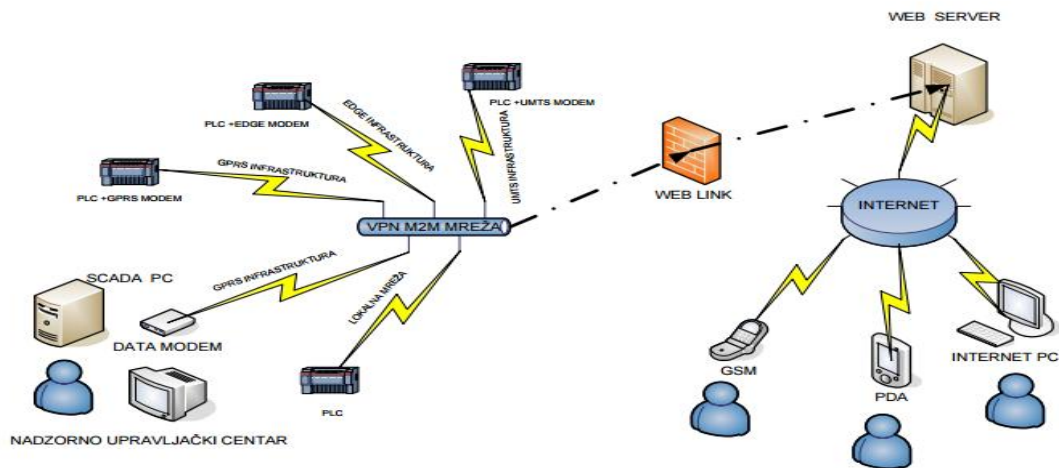 WEB SERVER
PLC +UMTS MODEM
PLC +EDGE MODEM
EDGE INFRASTRUKTURA
UMTS INFRASTRUKTURA
GPRS INFRASTRUKTURA
PLC +GPRS MODEM
WEB LINK
INTERNET
VPN M2M MREŽA
SCADA PC
GPRS INFRASTRUKTURA
LOKALNA MREŽA
DATA MODEM
GSM
PDA
INTERNET PC
PLC
NADZORNO UPRAVLJAČKI CENTAR